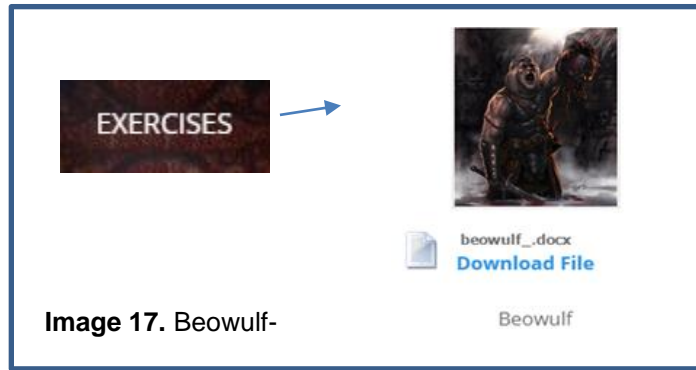 EXERCISES
beowulf_.docx
Download File
Image 17. Beowulf-
Beowulf